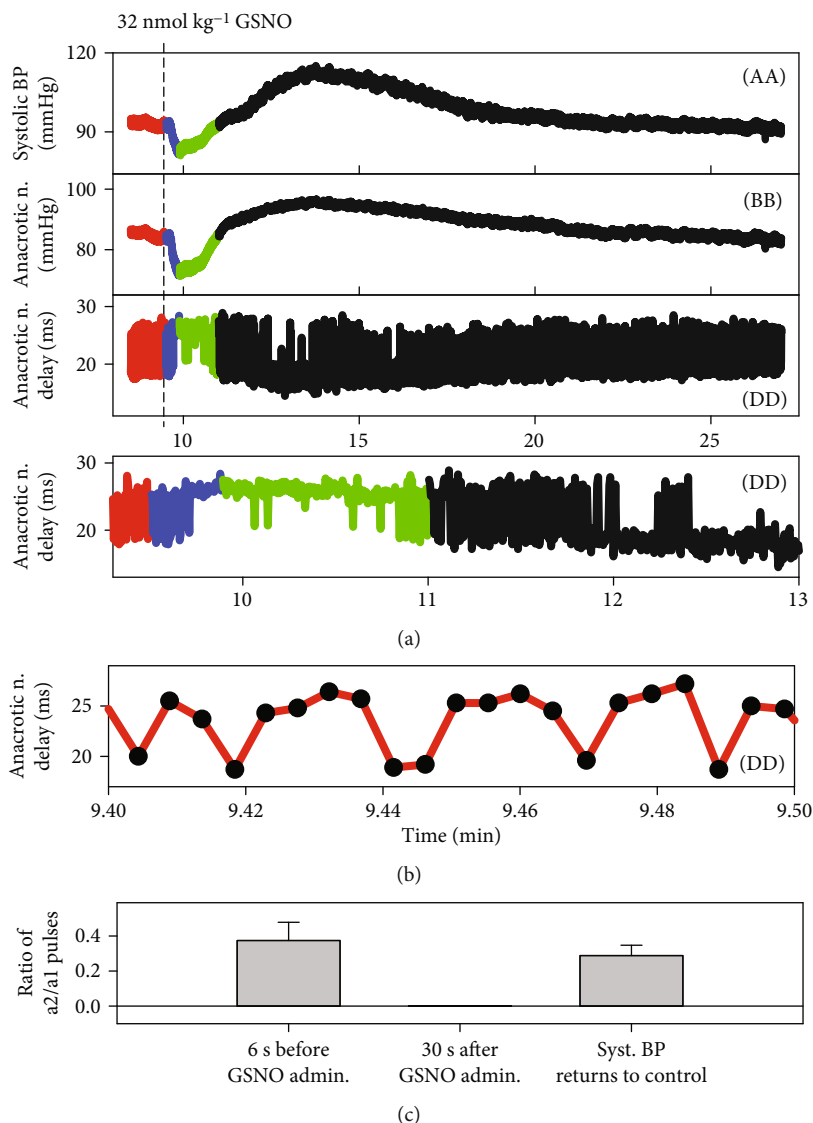 32 nmol kg⁻¹ GSNO
120
90
Systolic BP
(mmHg)
(AA)
100
80
Anacrotic n.
(mmHg)
(BB)
30
20
Anacrotic n.
delay (ms)
(DD)
10
15
20
25
30
20
Anacrotic n.
delay (ms)
(DD)
10
11
12
13
(a)
25
20
Anacrotic n.
delay (ms)
(DD)
9.40
9.42
9.44
9.46
9.48
9.50
Time (min)
(b)
0.4
0.2
0.0
Ratio of
a2/a1 pulses
6 s before
GSNO admin.
30 s after
GSNO admin.
Syst. BP
returns to control
(c)